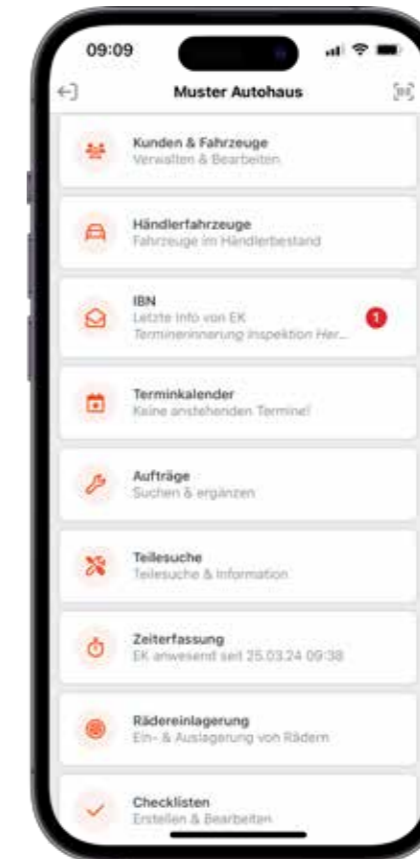 09:09
Muster Autohaus
Kunden & Fahrzeuge
Verwalten & Bearbeiten
Händlerfahrzeuge
Fahrzeuge im Händlerbestand
IBN
Letzte Info von EK
Terminerinnerung Inspektion Her...
1
Terminkalender
Keine anstehenden Termine!
Aufträge
Suchen & ergänzen
Teilesuche
Teilesuche & Information
Zeiterfassung
EK anwesend seit 25.03.24 09:38
Rädereinlagerung
Ein- & Auslagerung von Rädern
Checklisten
Erstellen & Bearbeiten